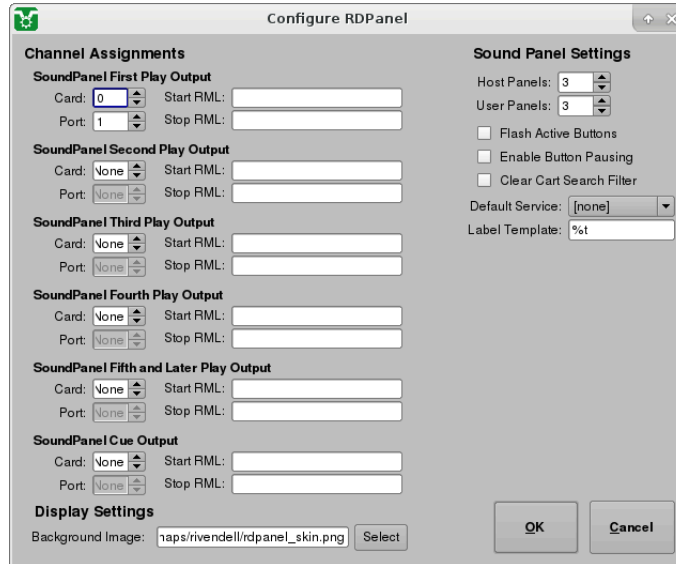 Configure RDPanel
Channel Assignments
SoundPanel First Play Output
Card: 0 Start RML:
Port: 1 Stop RML:
SoundPanel Second Play Output
Card: None Start RML:
Port: None Stop RML:
SoundPanel Third Play Output
Card: None Start RML:
Port: None Stop RML:
SoundPanel Fourth Play Output
Card: None Start RML:
Port: None Stop RML:
SoundPanel Fifth and Later Play Output
Card: None Start RML:
Port: None Stop RML:
SoundPanel Cue Output
Card: None Start RML:
Port: None Stop RML:
Display Settings
Background Image: naps/rivendell/rdpanel_skin.png Select
Sound Panel Settings
Host Panels: 3
User Panels: 3
Flash Active Buttons
Enable Button Pausing
Clear Cart Search Filter
Default Service: [none]
Label Template: %t
OK Cancel